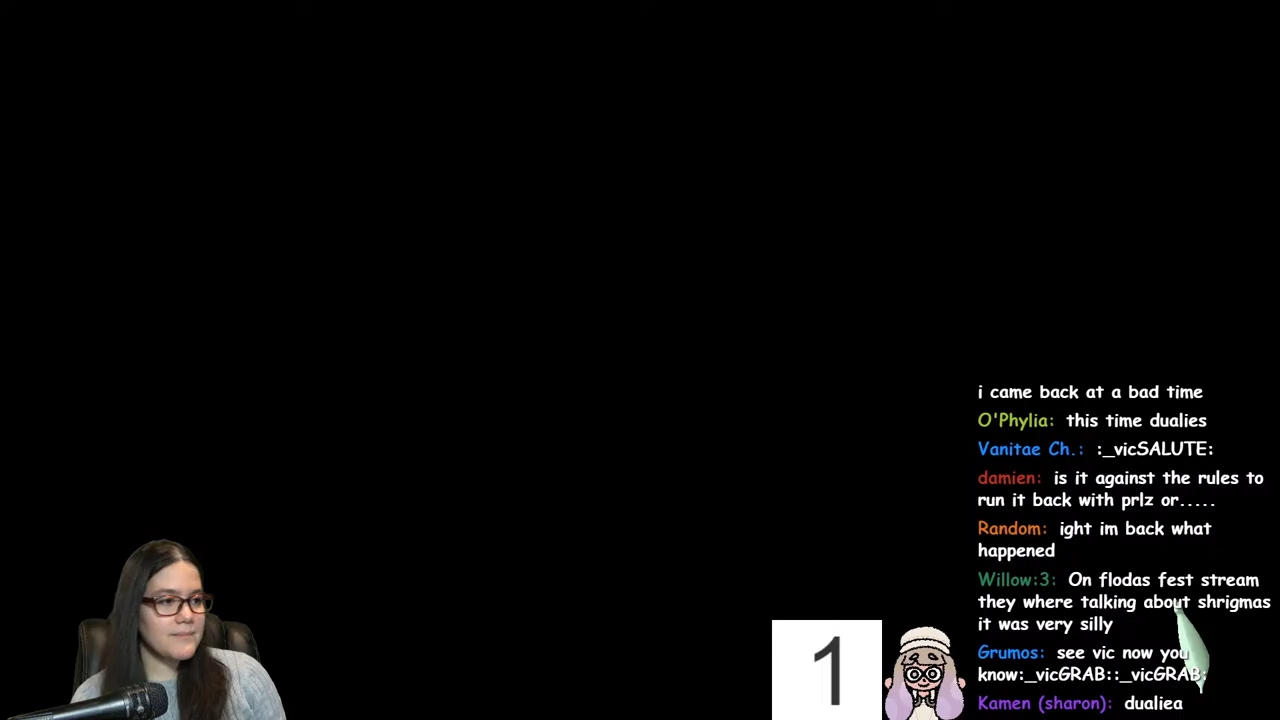 i came back at a bad time
O'Phylia: this time dualies
Vanitae Ch.: :_vicSALUTE:
damien: is it against the rules to
run it back with prlz or.....
Random: ight im back what
happened
Willow:3: On flodas fest stream
they where talking about shrigmas
it was very silly
Grumos: see vic now you
know:_vicGRAB::_vicGRAB:
Kamen (sharon): dualiea
1